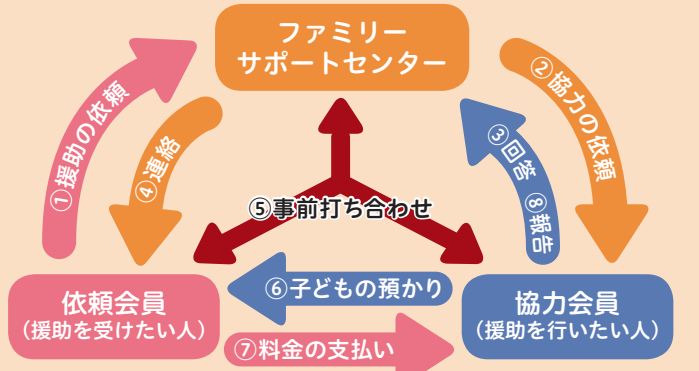 ファミリー
サポートセンター
①援助の依頼
②協力の依頼
③回答 ⑧報告
④連絡
⑤事前打ち合わせ
⑥子どもの預かり
⑦料金の支払い
依頼会員
（援助を受けたい人）
協力会員
（援助を行いたい人）